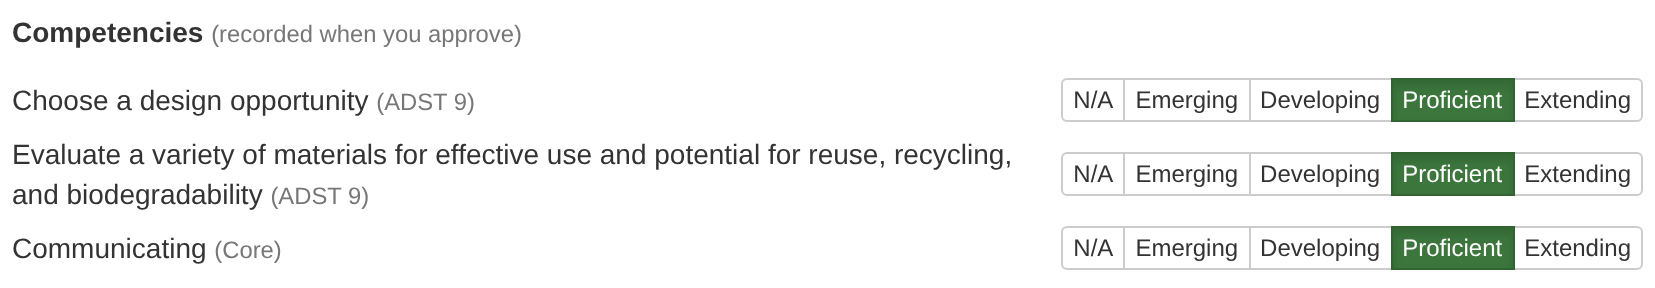 Competencies (recorded when you approve)
Choose a design opportunity (ADST 9) N/A Emerging Developing Proficient Extending
Evaluate a variety of materials for effective use and potential for reuse, recycling,
and biodegradability (ADST 9) N/A Emerging Developing Proficient Extending
Communicating (Core) N/A Emerging Developing Proficient Extending